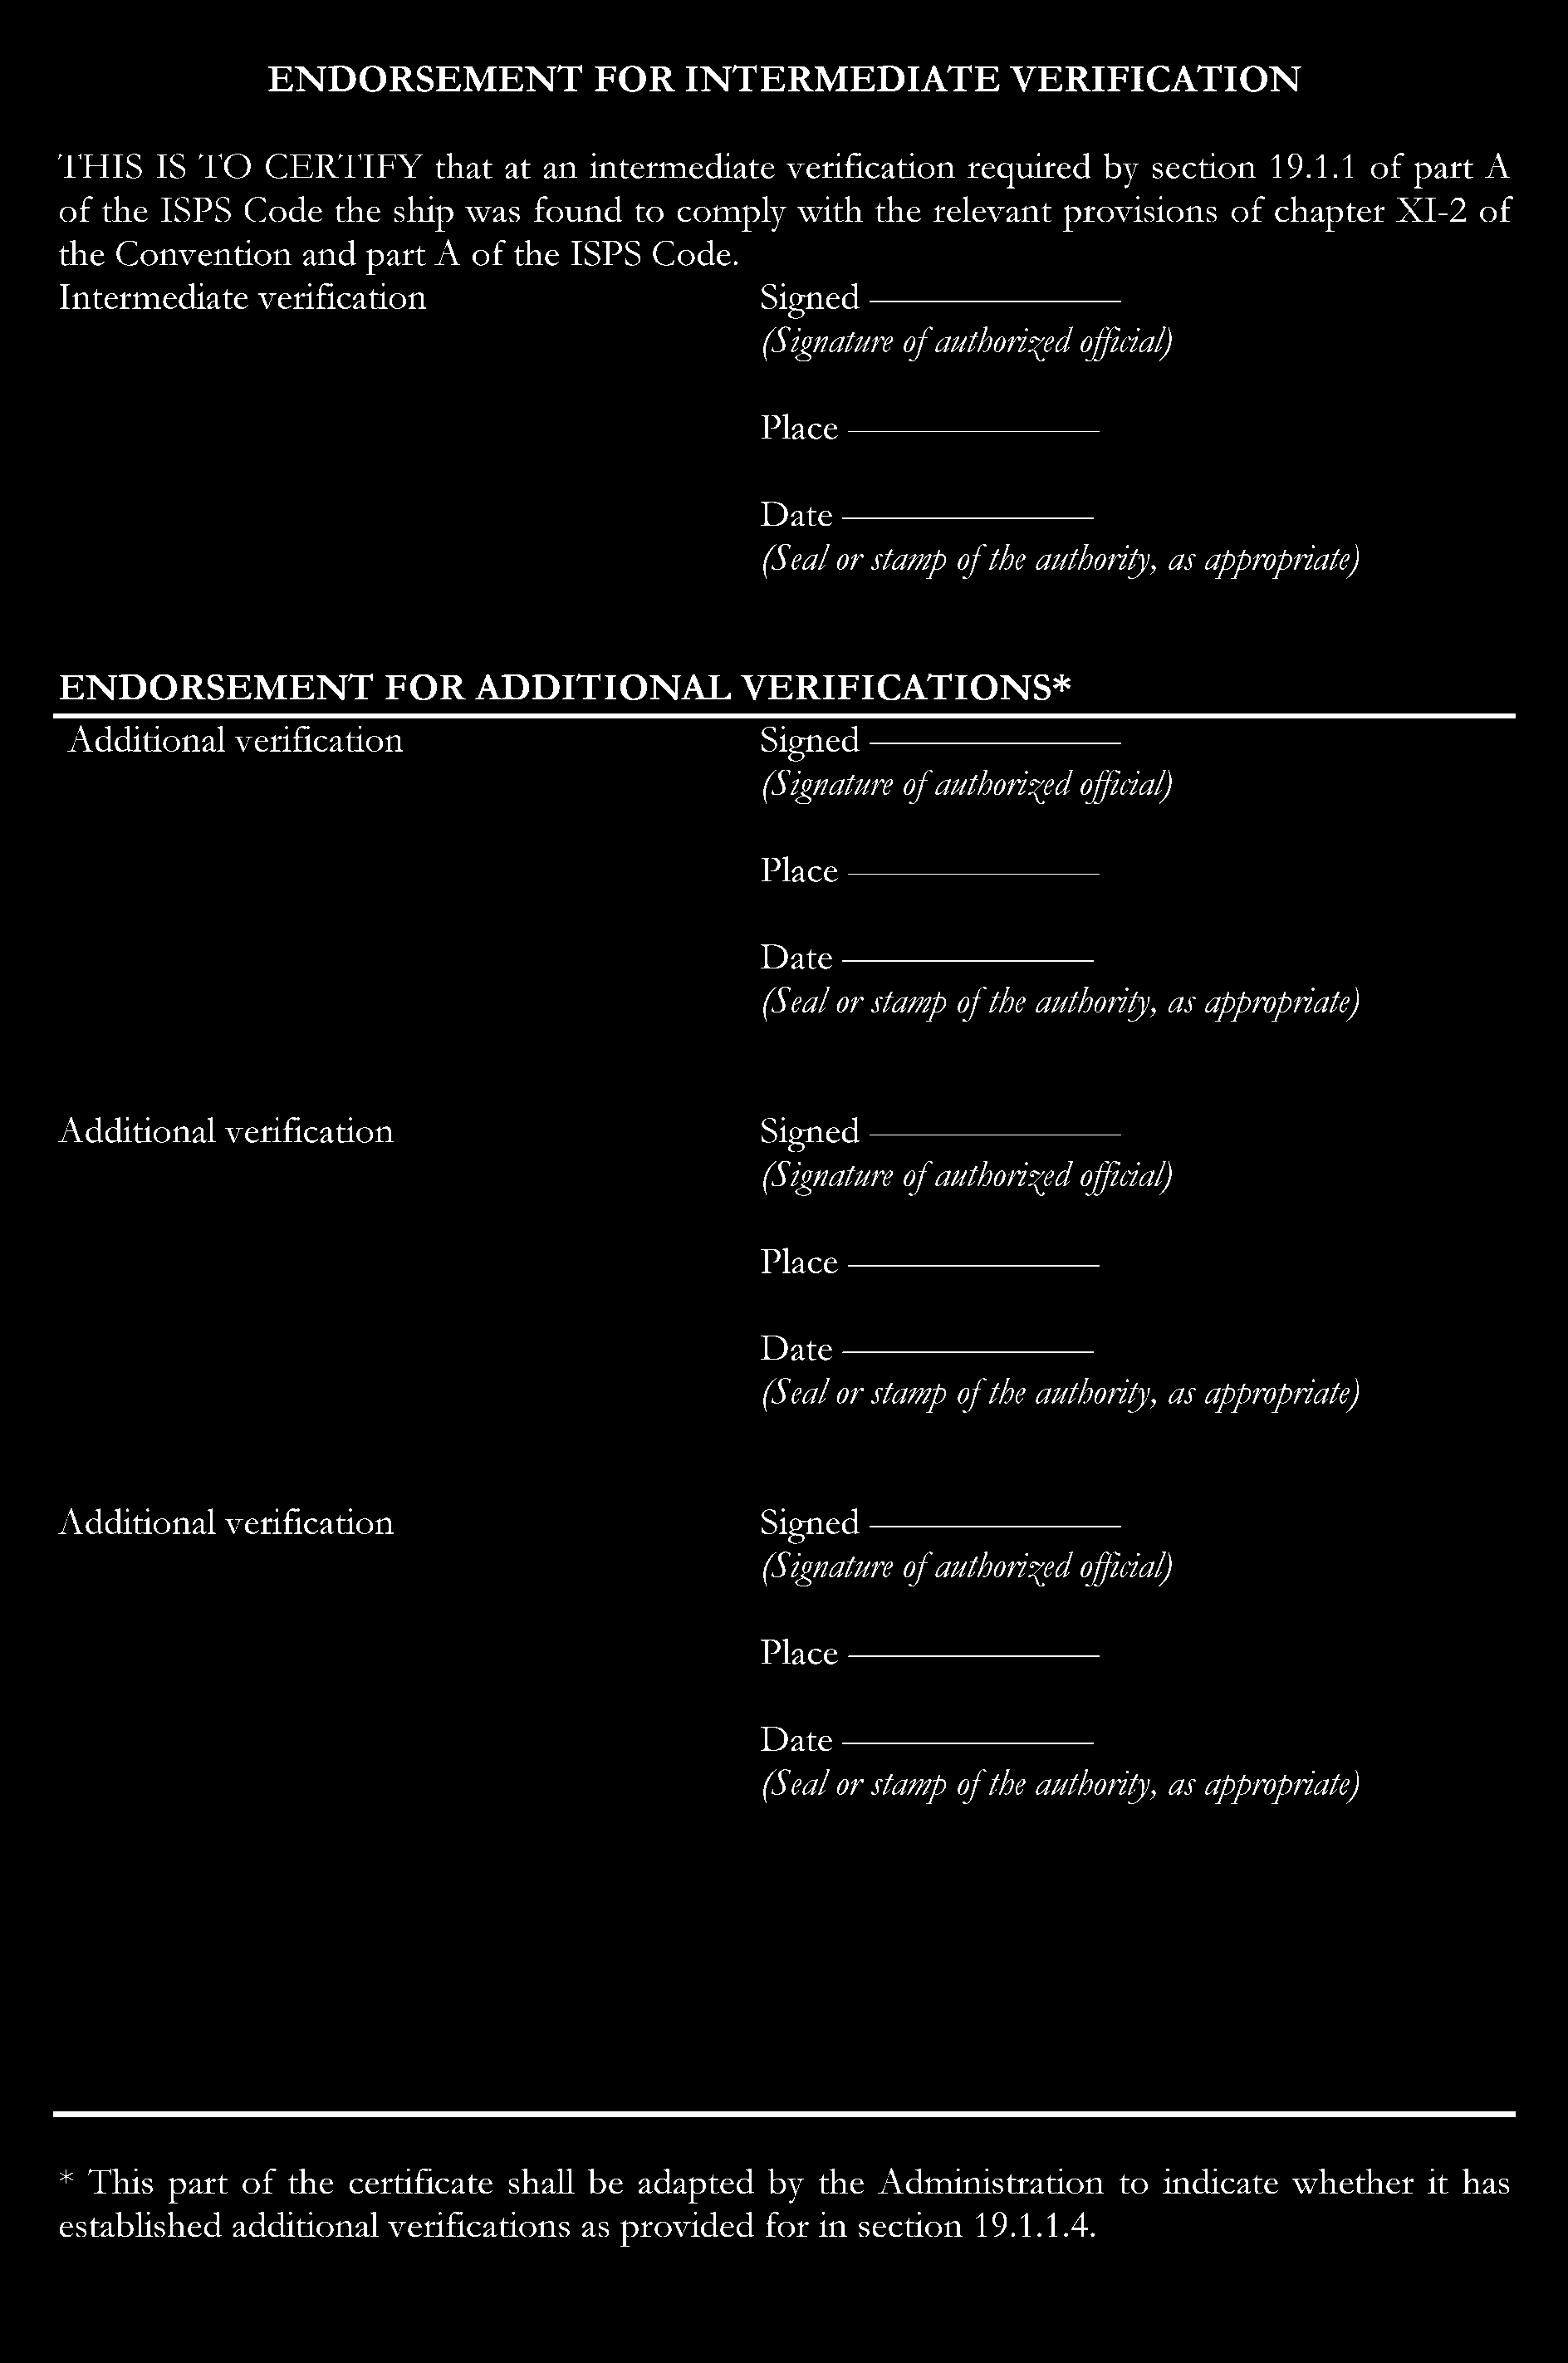 ENDORSEMENT FOR INTERMEDIATE VERIFICATION
THIS IS TO CERTIFY that at an intermediate verification required by section 19.1.1 of part A
of the ISPS Code the ship was found to comply with the relevant provisions of chapter XI-2 of
the Convention and part A of the ISPS Code.
Intermediate verification Signed
(Signature of authorized official)
Place
Date
(Seal or stamp of the authority, as appropriate)
ENDORSEMENT FOR ADDITIONAL VERIFICATIONS*
Additional verification Signed
(Signature of authorized official)
Place
Date
(Seal or stamp of the authority, as appropriate)
Additional verification Signed
(Signature of authorized official)
Place
Date
(Seal or stamp of the authority, as appropriate)
Additional verification Signed
(Signature of authorized official)
Place
Date
(Seal or stamp of the authority, as appropriate)
* This part of the certificate shall be adapted by the Administration to indicate whether it has
established additional verifications as provided for in section 19.1.1.4.